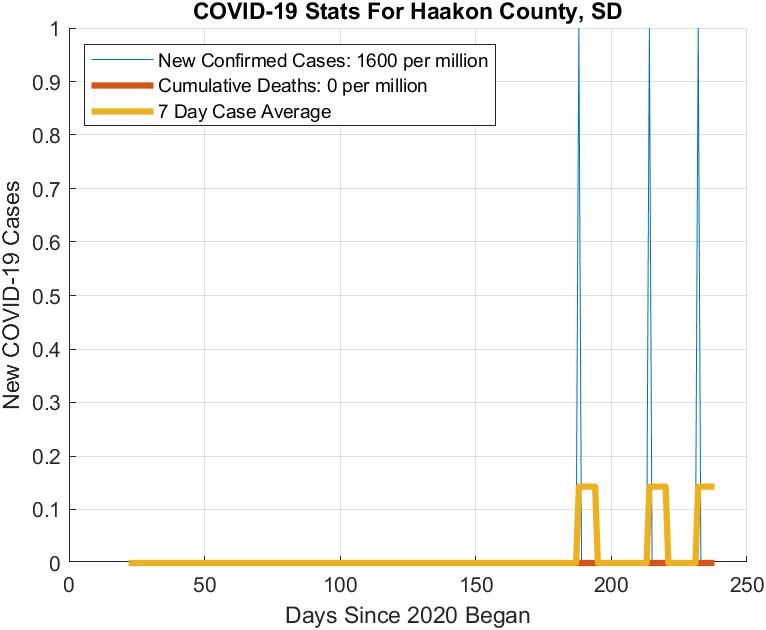 COVID-19 Stats For Haakon County, SD
New Confirmed Cases: 1600 per million
Cumulative Deaths: 0 per million
7 Day Case Average
New COVID-19 Cases
1
0.9
0.8
0.7
0.6
0.5
0.4
0.3
0.2
0.1
0
0 50 100 150 200 250
Days Since 2020 Began